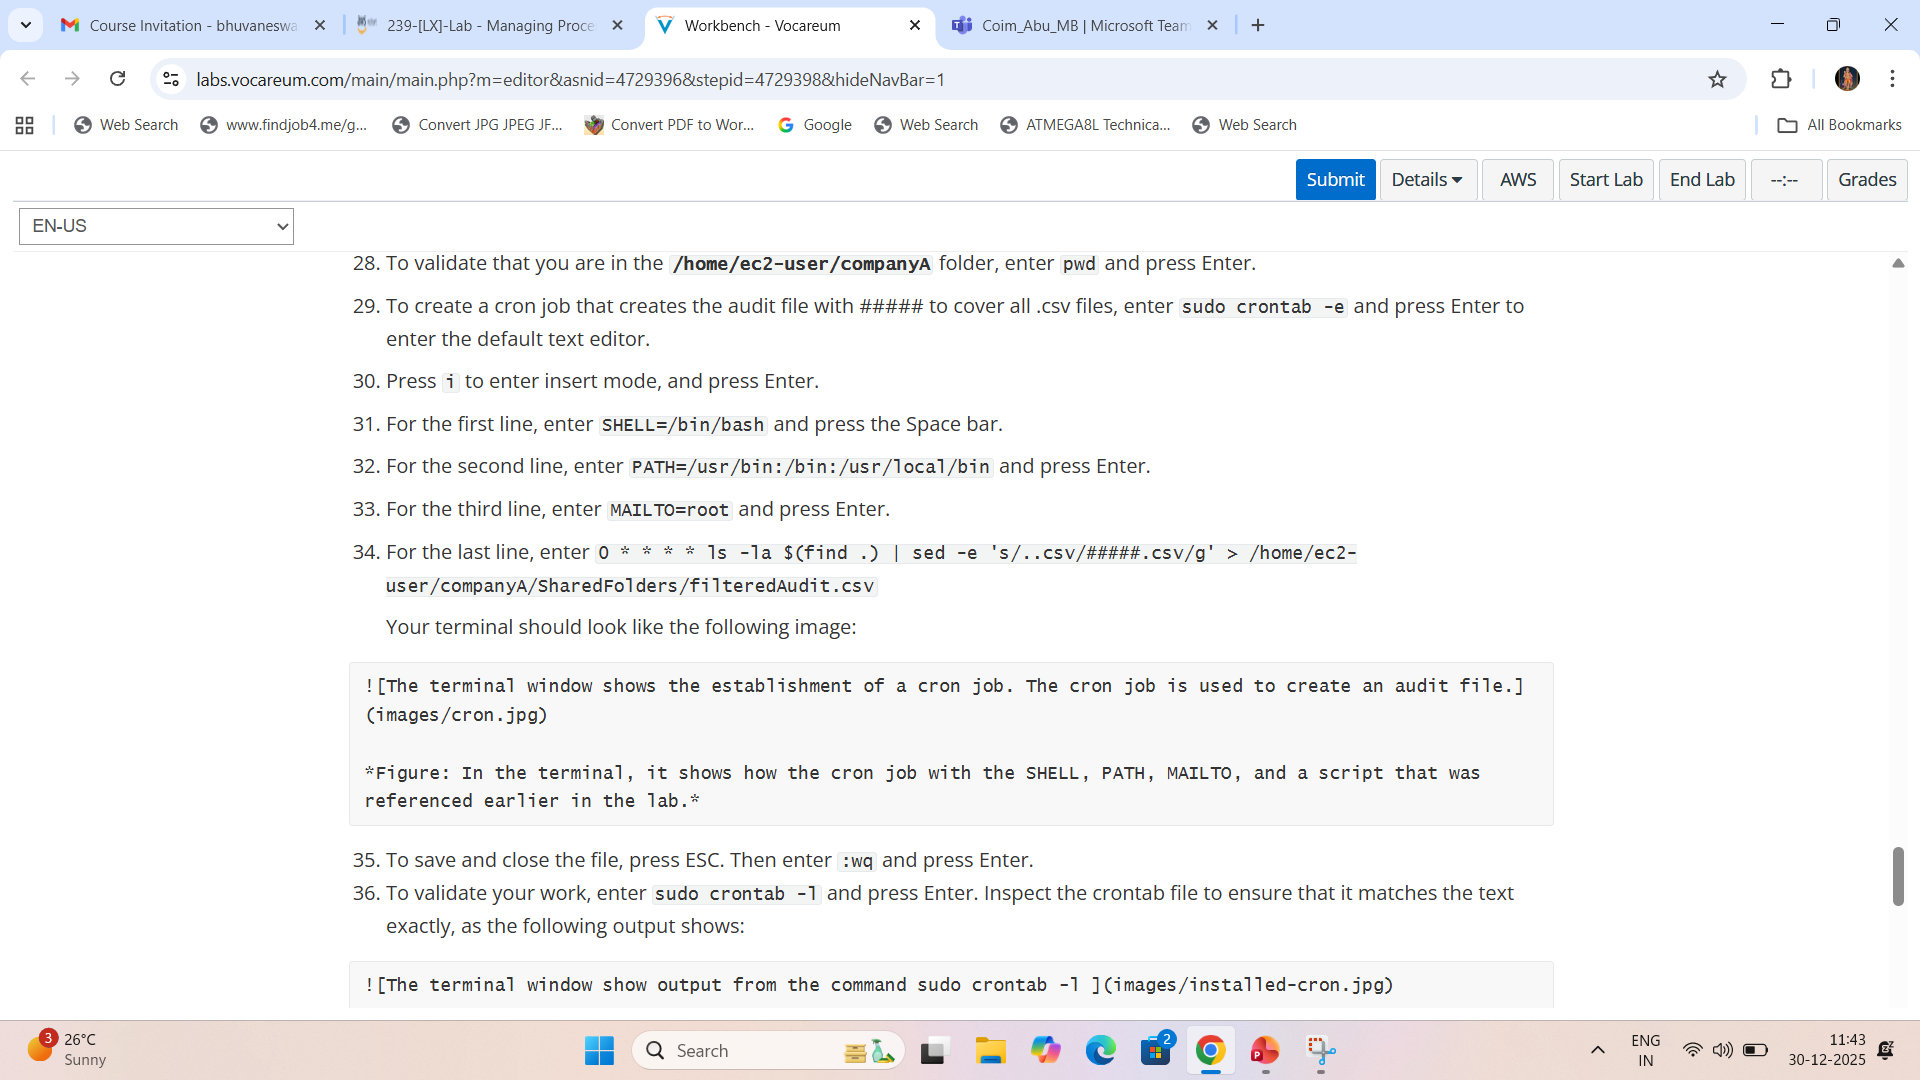 Course Invitation - bhuvaneswa
239-[LX]-Lab - Managing Proce
Workbench - Vocareum
Coim_Abu_MB | Microsoft Team
labs.vocareum.com/main/main.php?m=editor&asnid=4729396&stepid=4729398&hideNavBar=1
Web Search
www.findjob4.me/g...
Convert JPG JPEG JF...
Convert PDF to Wor...
Google
Web Search
ATMEGA8L Technica...
Web Search
All Bookmarks
Submit
Details
AWS
Start Lab
End Lab
--:--
Grades
EN-US
28. To validate that you are in the /home/ec2-user/companyA folder, enter pwd and press Enter.
29. To create a cron job that creates the audit file with ##### to cover all .csv files, enter sudo crontab -e and press Enter to
enter the default text editor.
30. Press i to enter insert mode, and press Enter.
31. For the first line, enter SHELL=/bin/bash and press the Space bar.
32. For the second line, enter PATH=/usr/bin:/bin:/usr/local/bin and press Enter.
33. For the third line, enter MAILTO=root and press Enter.
34. For the last line, enter 0 * * * * ls -la $(find .) | sed -e 's/..csv/#####.csv/g' > /home/ec2-
user/companyA/SharedFolders/filteredAudit.csv
Your terminal should look like the following image:
![The terminal window shows the establishment of a cron job. The cron job is used to create an audit file.]
(images/cron.jpg)
*Figure: In the terminal, it shows how the cron job with the SHELL, PATH, MAILTO, and a script that was
referenced earlier in the lab.*
35. To save and close the file, press ESC. Then enter :wq and press Enter.
36. To validate your work, enter sudo crontab -l and press Enter. Inspect the crontab file to ensure that it matches the text
exactly, as the following output shows:
![The terminal window show output from the command sudo crontab -l ](images/installed-cron.jpg)
3
26°C
Sunny
Search
2
ENG
IN
11:43
30-12-2025